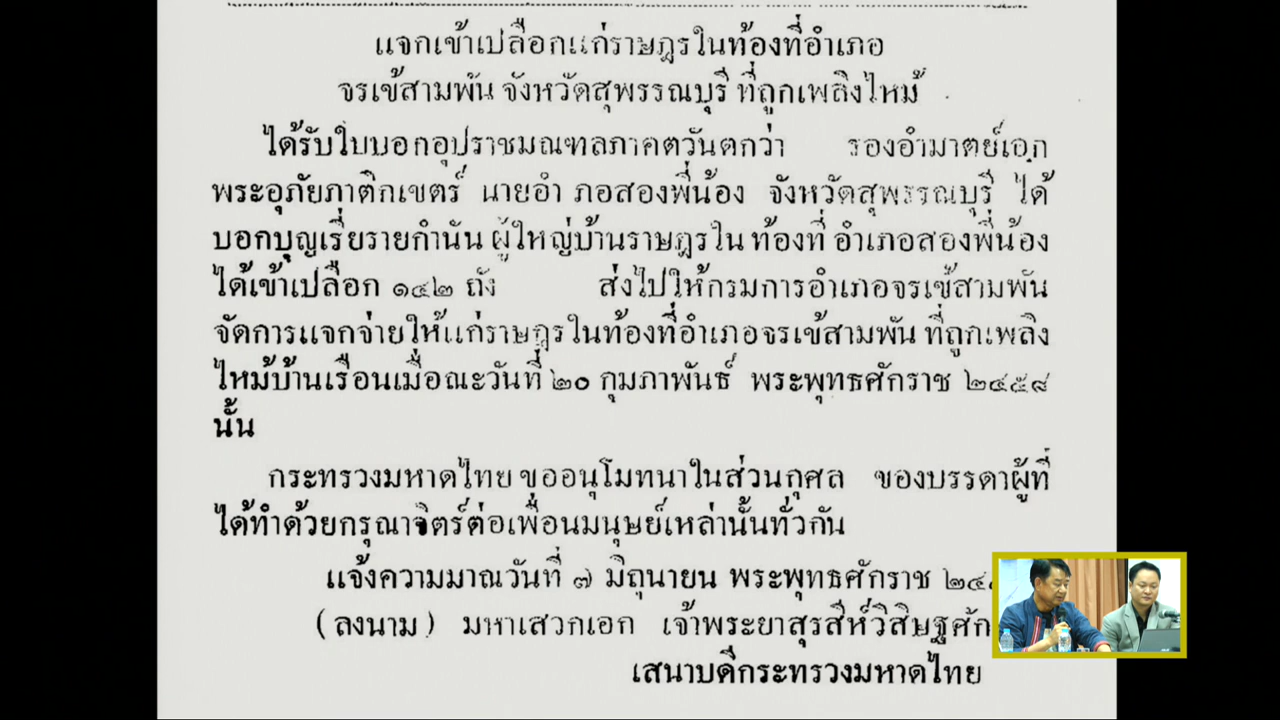 แจกเข้าเปลือกแก่ราษฎรในท้องที่อำเภอ
จรเข้สามพัน จังหวัดสุพรรณบุรี ที่ถูกเพลิงไหม้
ได้รับใบบอกอุปราชมณฑลภาคตวันตกว่า รองอำมาตย์เอก
พระอุภัยภาติกเขตร์ นายอำ ภอสองพี่น้อง จังหวัดสุพรรณบุรี ได้
บอกบุญเรี่ยรายกำนัน ผู้ใหญ่บ้านราษฎรใน ท้องที่ อำเภอสองพี่น้อง
ได้เข้าเปลือก ๑๔๒ ถัง ส่งไปให้กรมการอำเภอจรเข้สามพัน
จัดการแจกจ่ายให้แก่ราษฎรในท้องที่อำเภอจรเข้สามพัน ที่ถูกเพลิง
ไหม้บ้านเรือนเมื่อณะวันที่ ๒๐ กุมภาพันธ์ พระพุทธศักราช ๒๔๕๘
นั้น
กระทรวงมหาดไทย ขออนุโมทนาในส่วนกุศล ของบรรดาผู้ที่
ได้ทำด้วยกรุณาจิตร์ต่อเพื่อนมนุษย์เหล่านั้นทั่วกัน
แจ้งความมาณวันที่ ๗ มิถุนายน พระพุทธศักราช
(ลงนาม) มหาเสวกเอก เจ้าพระยาสุรสีห์วิสิษฐศัก
เสนาบดีกระทรวงมหาดไทย